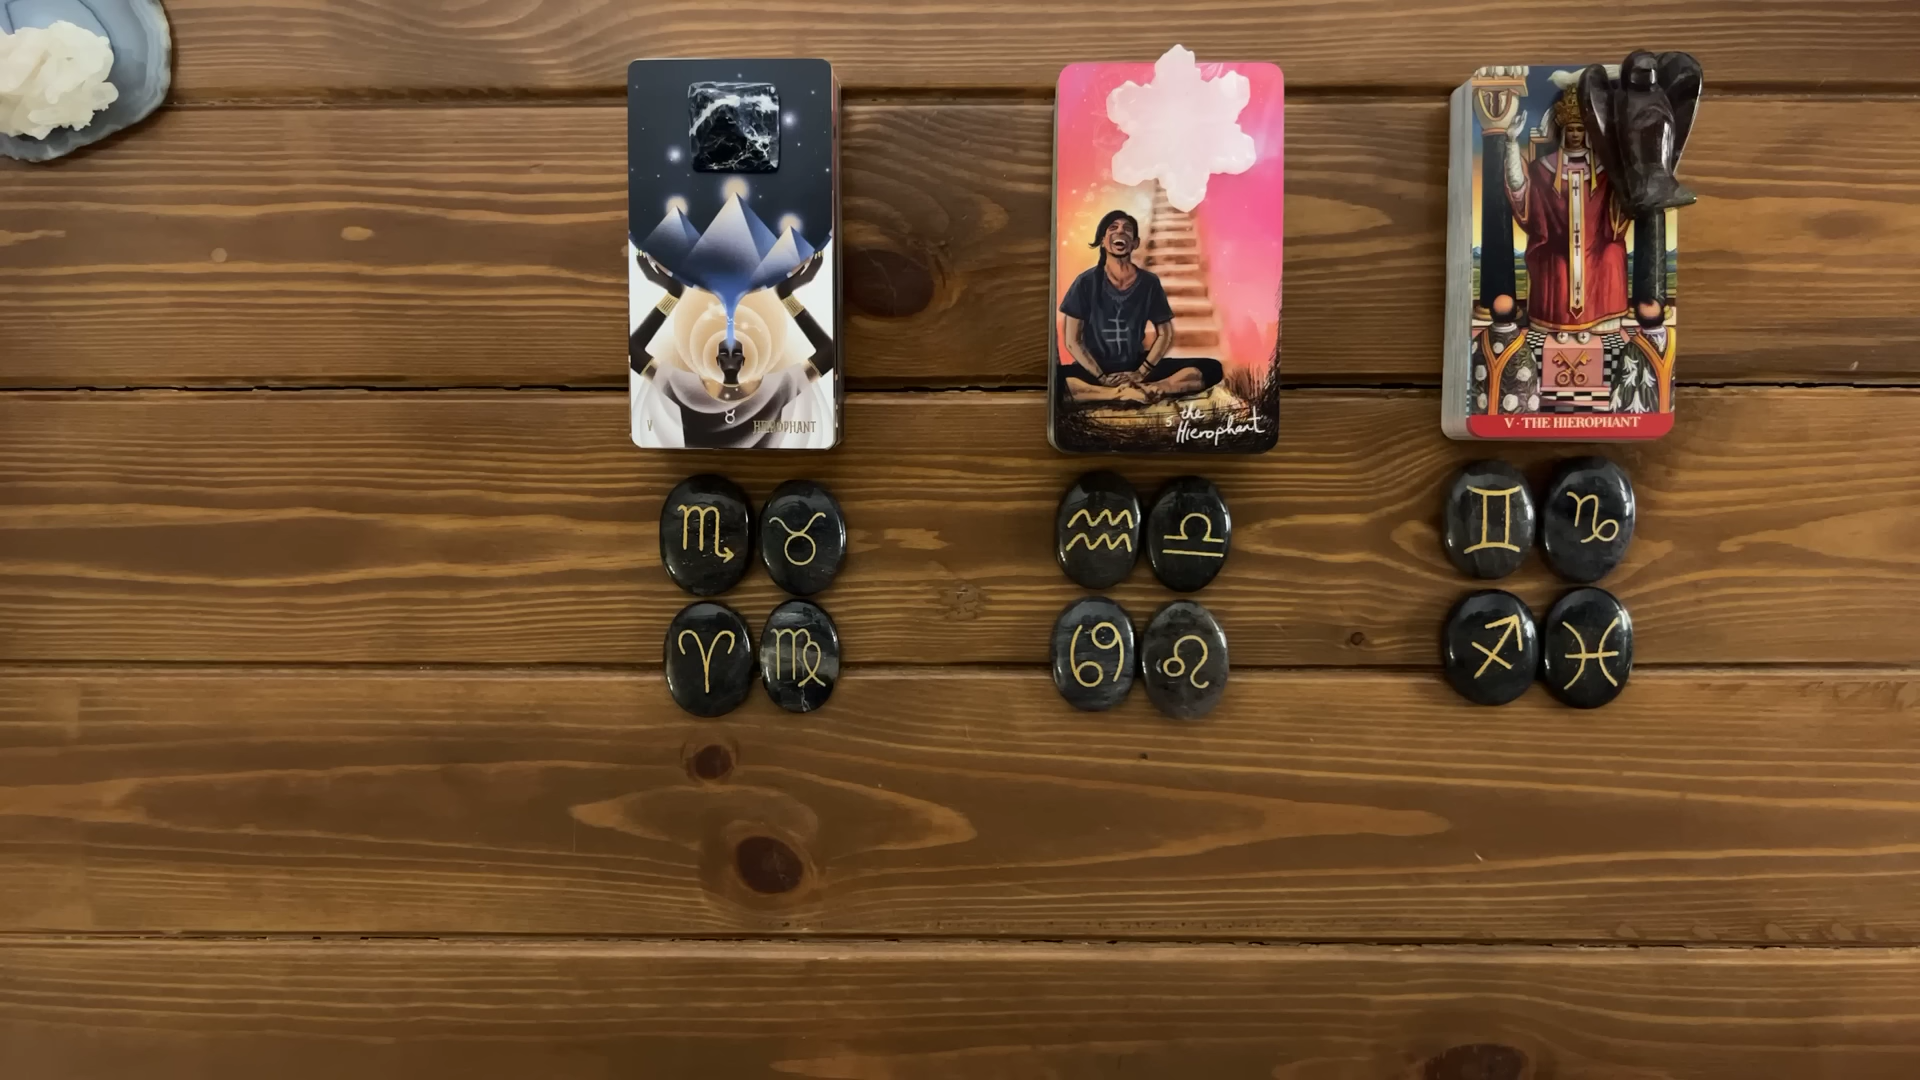 V ♉ HIEROPHANT
5 the
Hierophant
V · THE HIEROPHANT
♏ ♉
♈ ♍
♒ ♎
♋ ♌
♊ ♑
♐ ♓